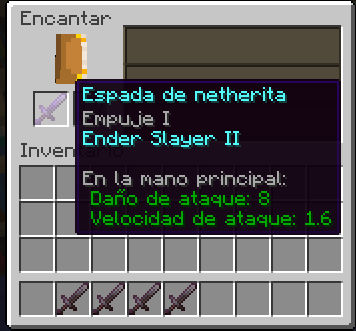 Encantar
Espada de netherita
Empuje I
Ender Slayer II
Inventario
En la mano principal:
Daño de ataque: 8
Velocidad de ataque: 1.6